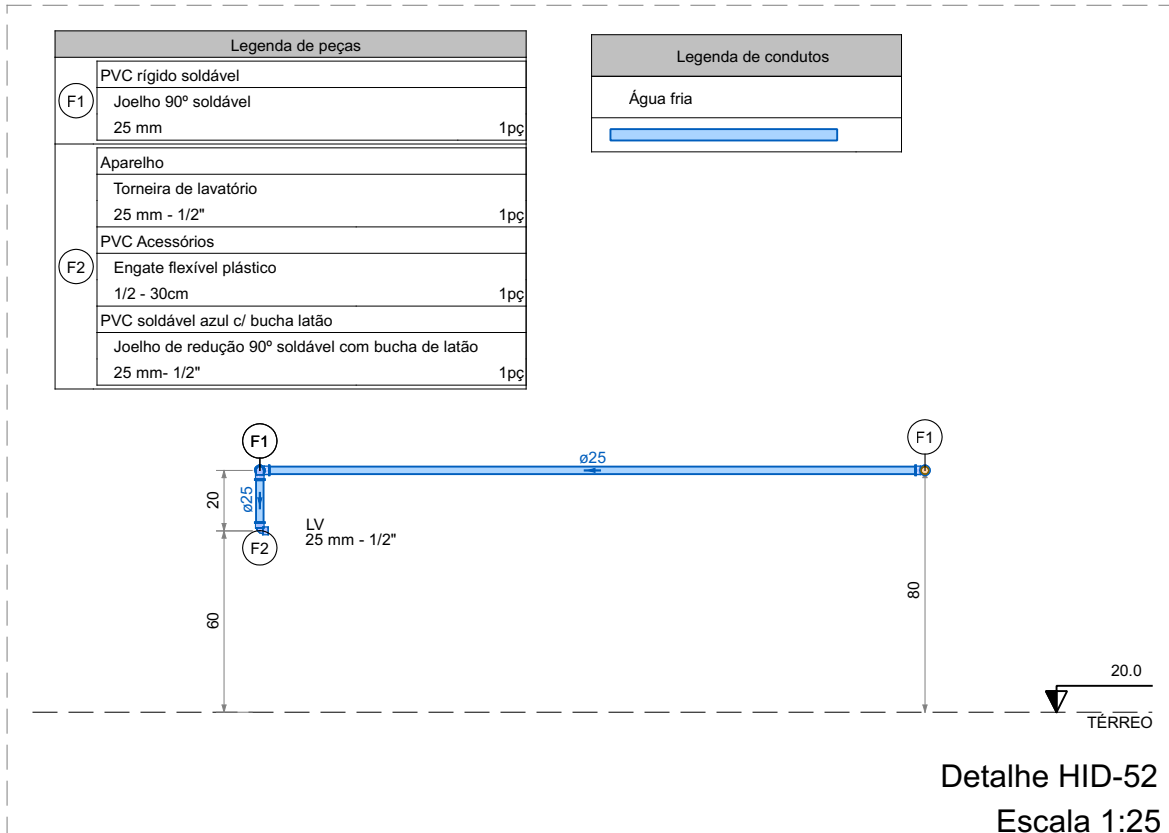 Legenda de peças
F1
PVC rígido soldável
Joelho 90º soldável
25 mm 1pç
F2
Aparelho
Torneira de lavatório
25 mm - 1/2" 1pç
PVC Acessórios
Engate flexível plástico
1/2 - 30cm 1pç
PVC soldável azul c/ bucha latão
Joelho de redução 90º soldável com bucha de latão
25 mm- 1/2" 1pç
Legenda de condutos
Água fria
F1
F1
ø25
20
ø25
LV
25 mm - 1/2"
F2
60
80
20.0
TÉRREO
Detalhe HID-52
Escala 1:25